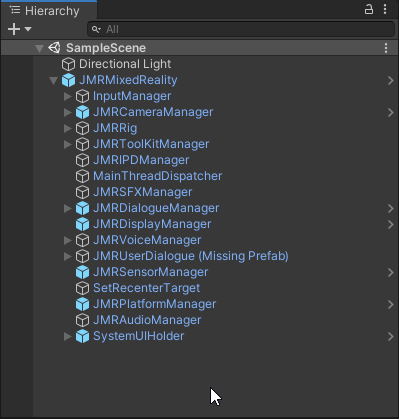 Hierarchy
All
SampleScene
Directional Light
JMRMixedReality
InputManager
JMRCameraManager
JMRRig
JMRToolKitManager
JMRIPDManager
MainThreadDispatcher
JMRSFXManager
JMRDialogueManager
JMRDisplayManager
JMRVoiceManager
JMRUserDialogue (Missing Prefab)
JMRSensorManager
SetRecenterTarget
JMRPlatformManager
JMRAudioManager
SystemUIHolder